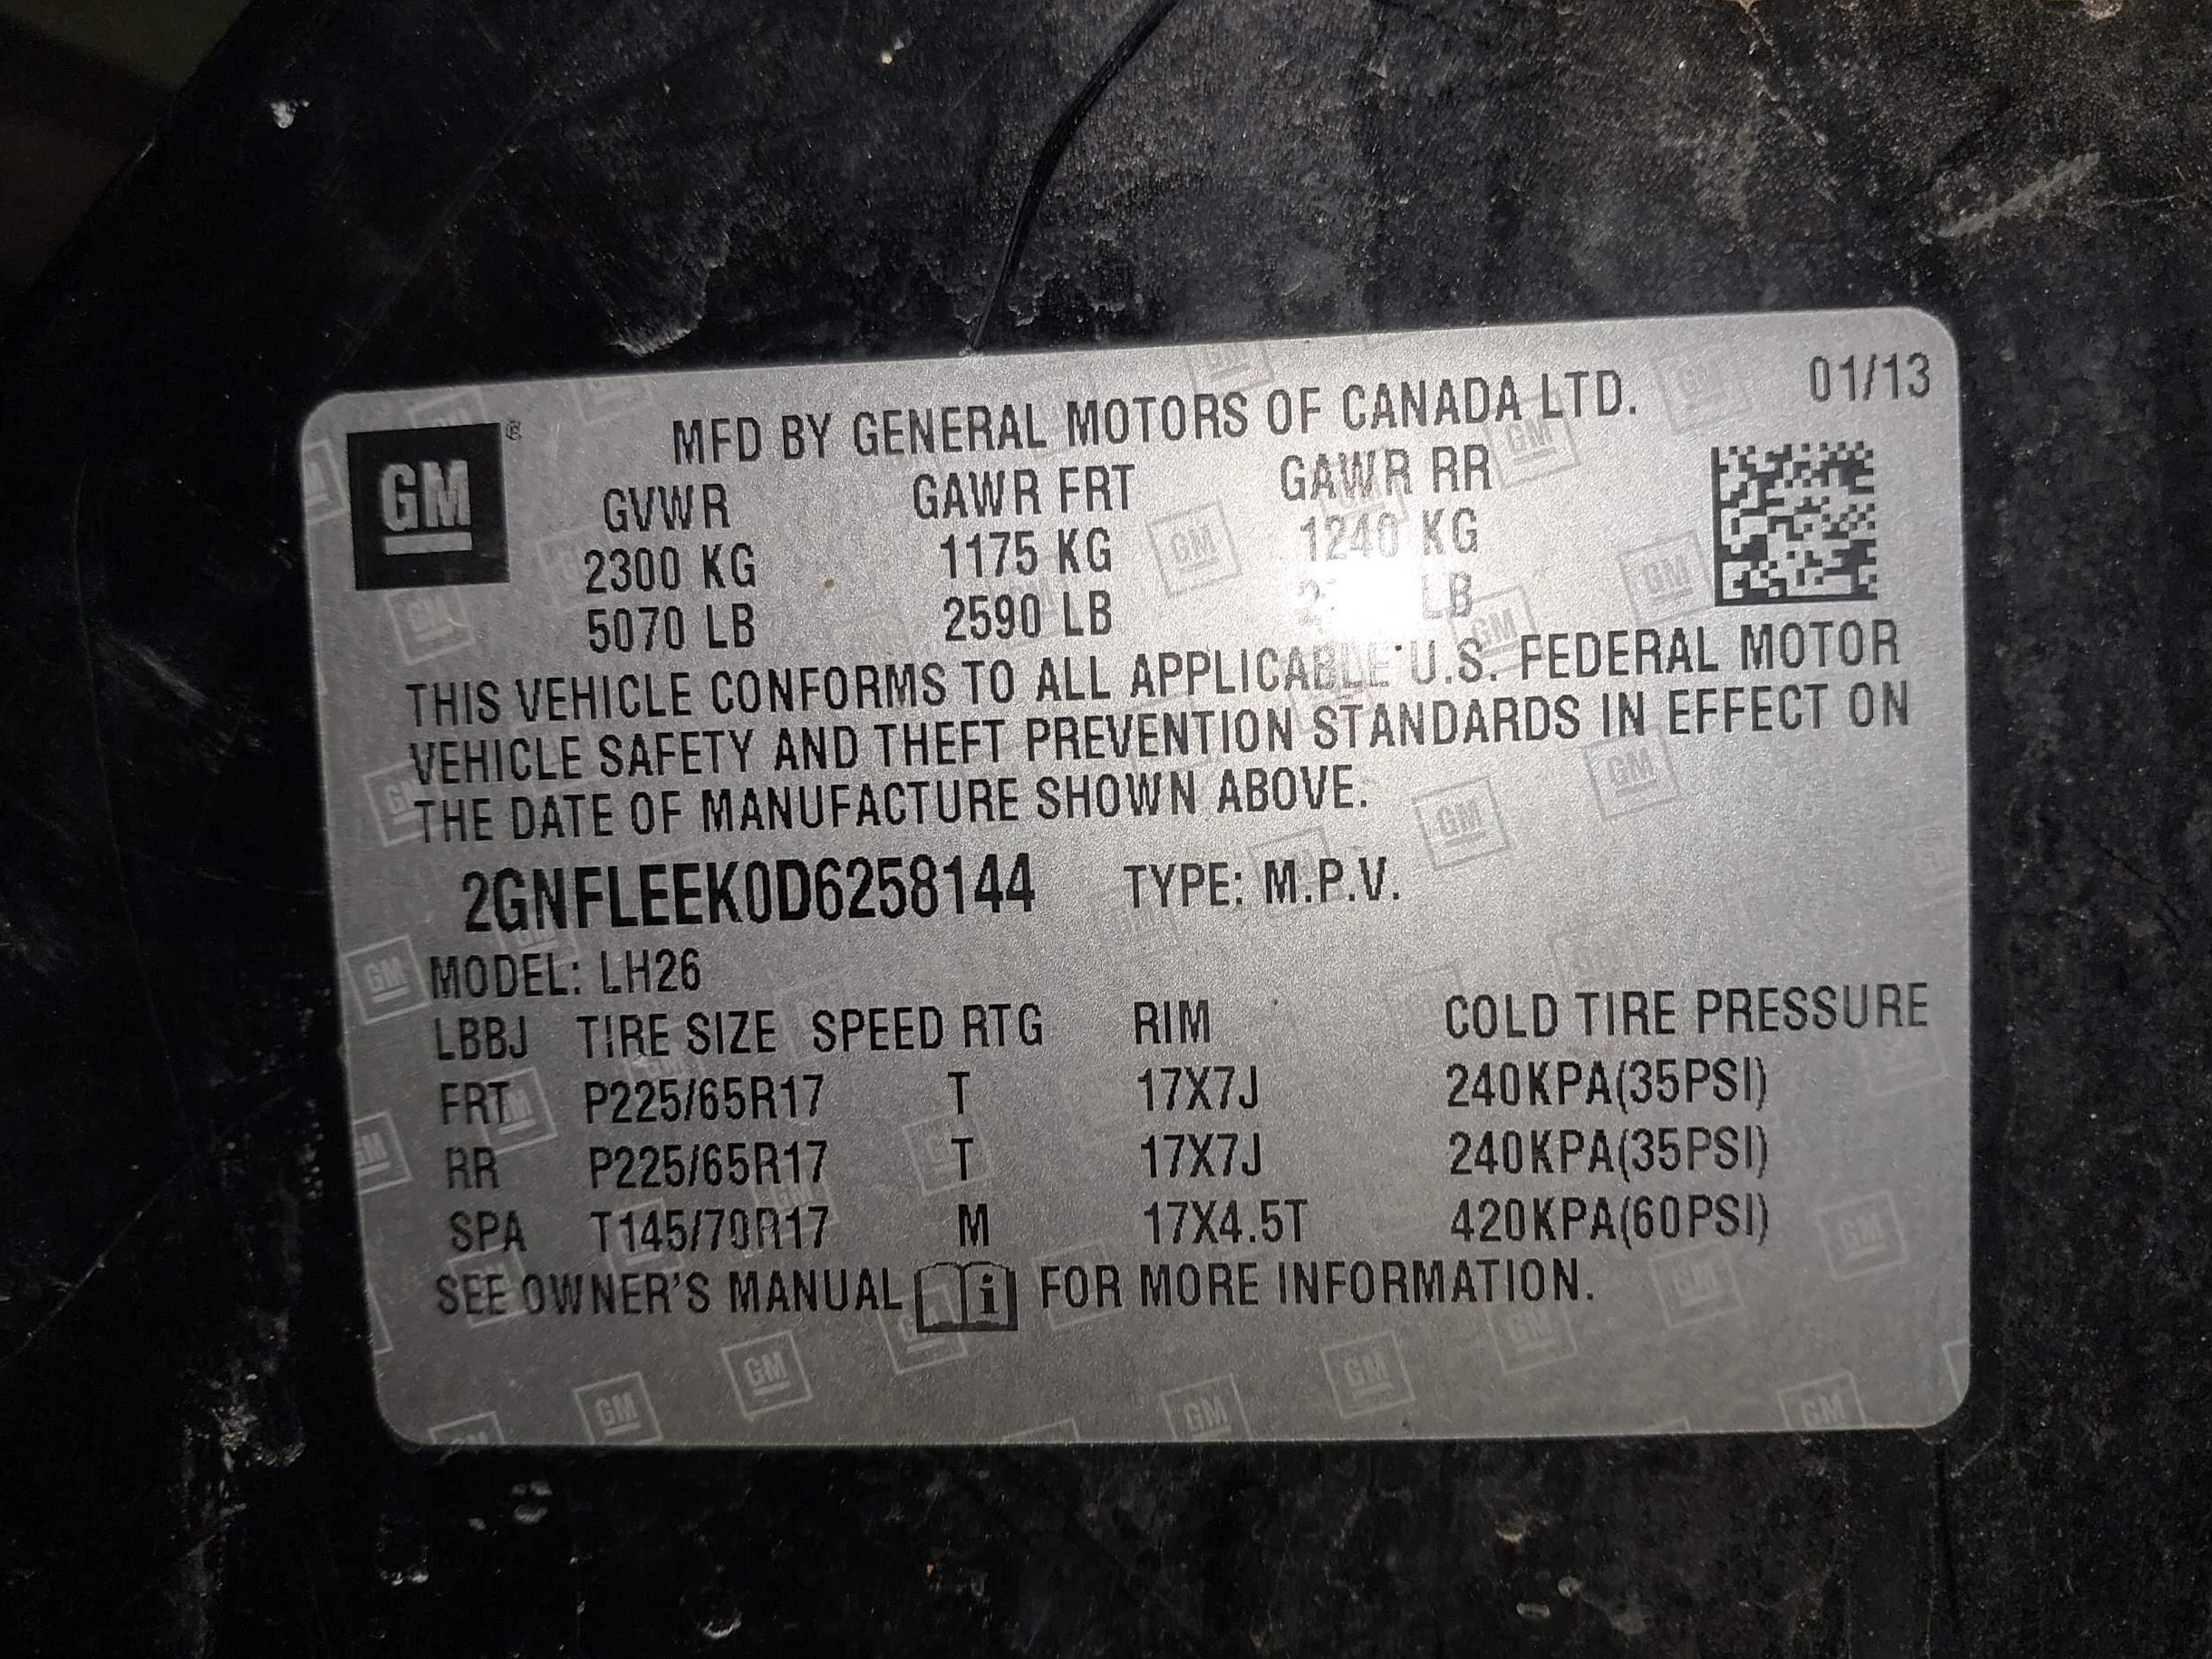 01/13
GM ®
MFD BY GENERAL MOTORS OF CANADA LTD.
GVWR GAWR FRT GAWR RR
2300 KG 1175 KG 1240 KG
5070 LB 2590 LB LB
THIS VEHICLE CONFORMS TO ALL APPLICABLE U.S. FEDERAL MOTOR
VEHICLE SAFETY AND THEFT PREVENTION STANDARDS IN EFFECT ON
THE DATE OF MANUFACTURE SHOWN ABOVE.
2GNFLEEK0D6258144 TYPE: M.P.V.
MODEL: LH26
LBBJ TIRE SIZE SPEED RTG RIM COLD TIRE PRESSURE
FRT P225/65R17 T 17X7J 240KPA(35PSI)
RR P225/65R17 T 17X7J 240KPA(35PSI)
SPA T145/70R17 M 17X4.5T 420KPA(60PSI)
SEE OWNER'S MANUAL i FOR MORE INFORMATION.